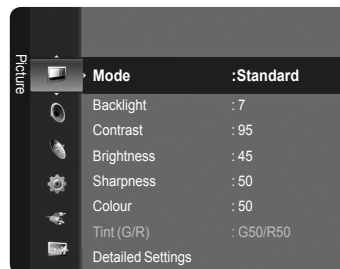 Picture
Mode :Standard
Backlight : 7
Contrast : 95
Brightness : 45
Sharpness : 50
Colour : 50
Tint (G/R) : G50/R50
Detailed Settings